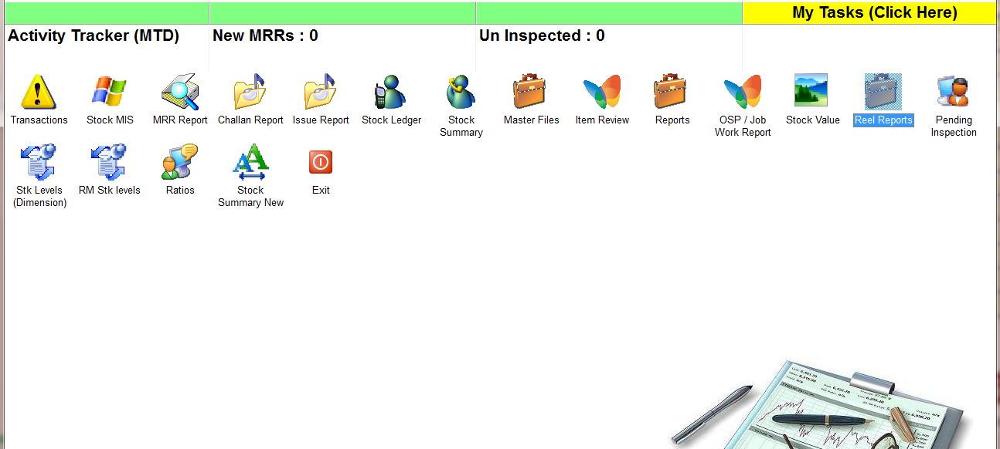 My Tasks (Click Here)
Activity Tracker (MTD)
New MRRs : 0
Un Inspected : 0
Transactions
Stock MIS
MRR Report
Challan Report
Issue Report
Stock Ledger
Stock
Summary
Master Files
Item Review
Reports
OSP / Job
Work Report
Stock Value
Reel Reports
Pending
Inspection
Stk Levels
(Dimension)
RM Stk levels
Ratios
Stock
Summary New
Exit